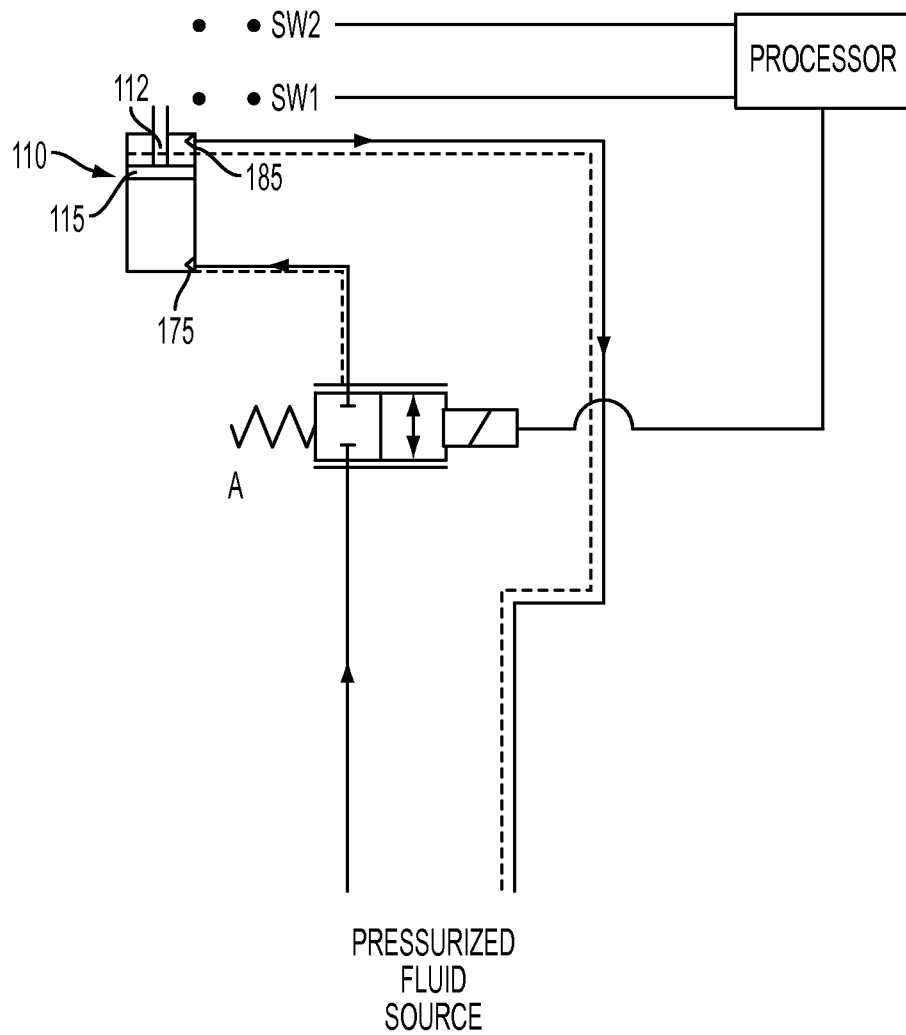 SW2
PROCESSOR
SW1
112
110
185
115
175
A
PRESSURIZED
FLUID
SOURCE